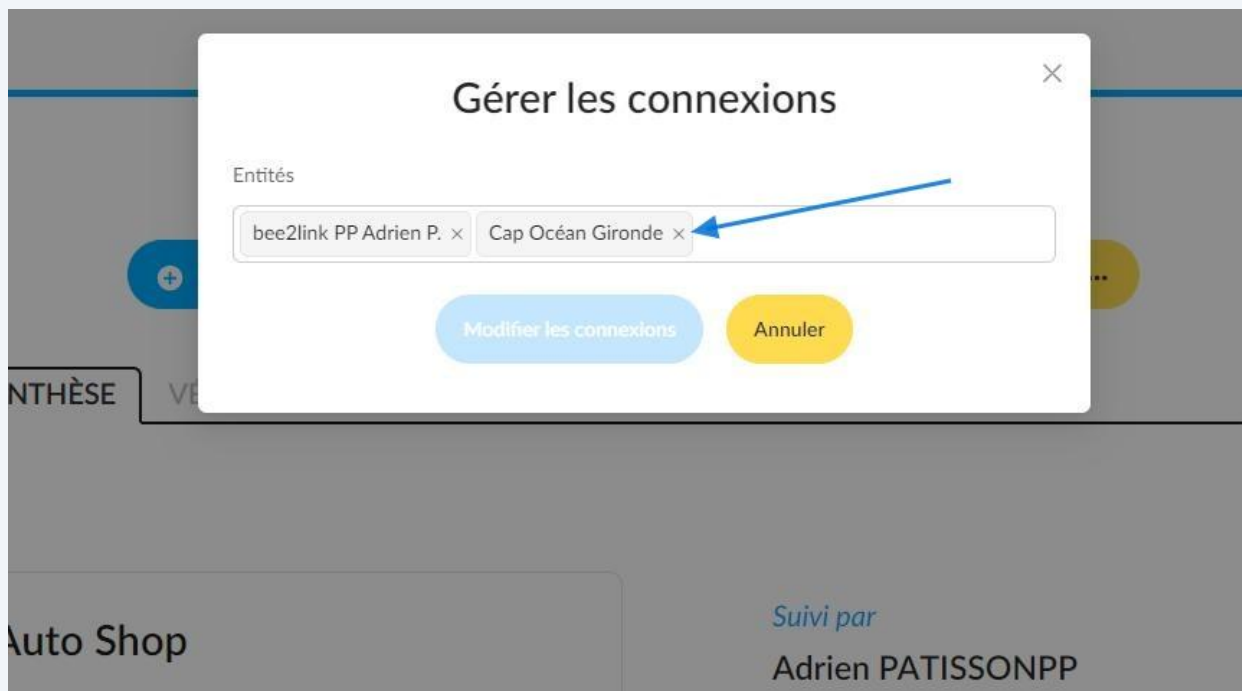 Gérer les connexions
Entités
bee2link PP Adrien P. × Cap Océan Gironde ×
Modifier les connexions Annuler
NTHÈSE VÉ
Auto Shop
Suivi par
Adrien PATISSONPP